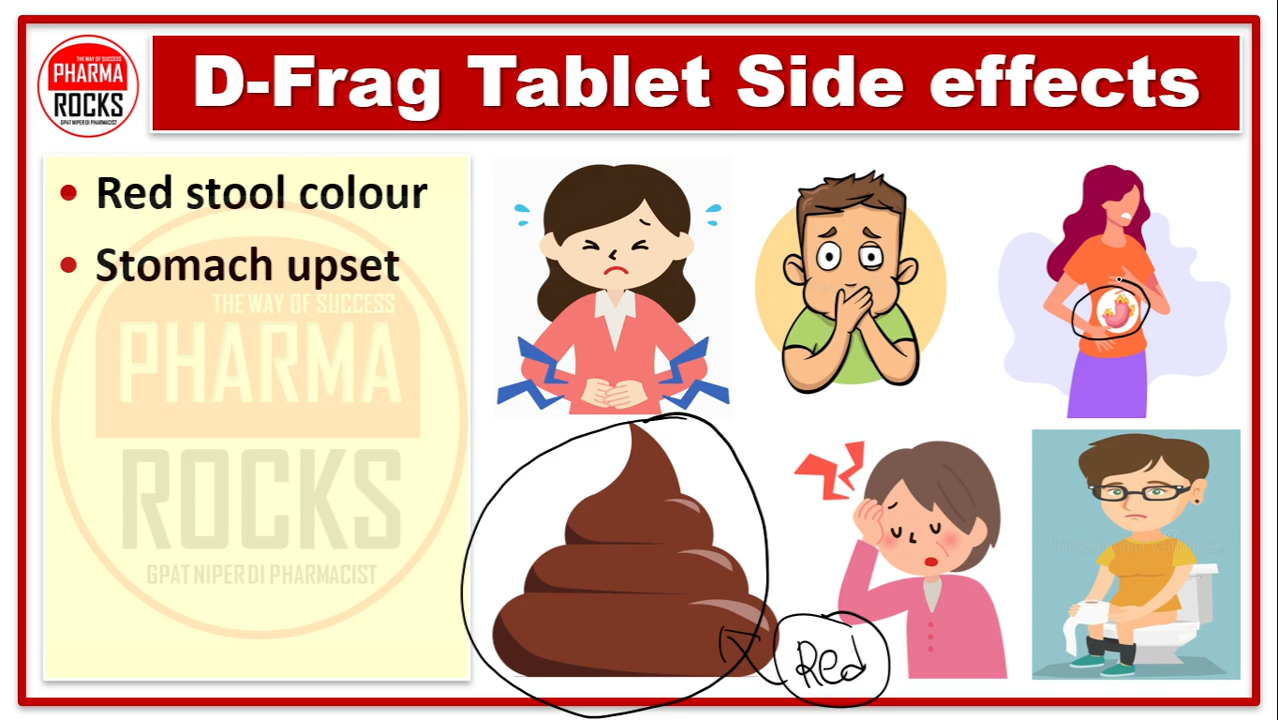 THE WAY OF SUCCESS
PHARMA
ROCKS
GPAT NIPER DI PHARMACIST
D-Frag Tablet Side effects
• Red stool colour
• Stomach upset
THE WAY OF SUCCESS
PHARMA
ROCKS
GPAT NIPER DI PHARMACIST
Red